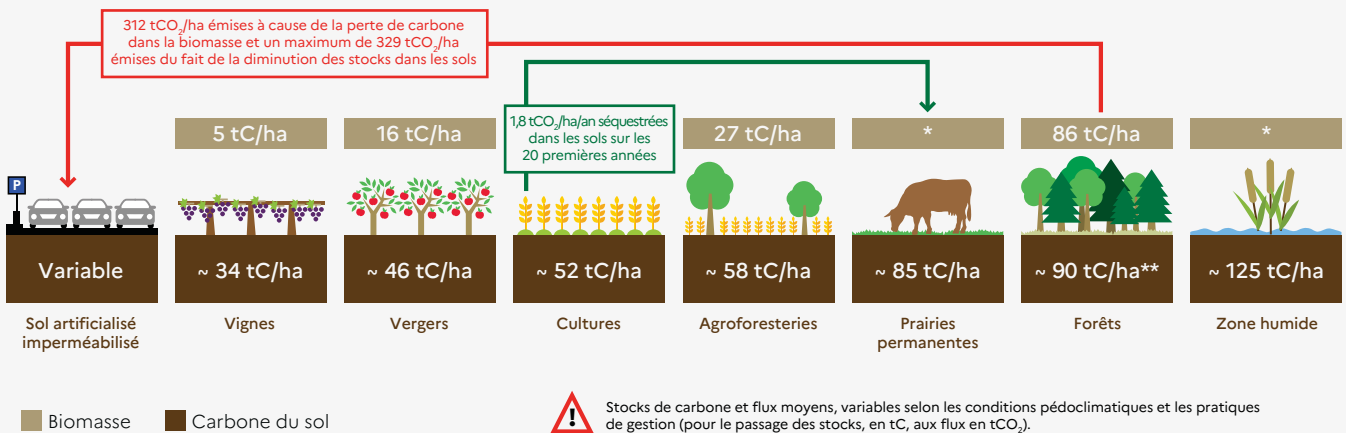 312 tCO₂/ha émises à cause de la perte de carbone
dans la biomasse et un maximum de 329 tCO₂/ha
émises du fait de la diminution des stocks dans les sols
1,8 tCO₂/ha/an séquestrées
dans les sols sur les
20 premières années
5 tC/ha
16 tC/ha
27 tC/ha
*
86 tC/ha
*
P
Variable
~ 34 tC/ha
~ 46 tC/ha
~ 52 tC/ha
~ 58 tC/ha
~ 85 tC/ha
~ 90 tC/ha**
~ 125 tC/ha
Sol artificialisé
imperméabilisé
Vignes
Vergers
Cultures
Agroforesteries
Prairies
permanentes
Forêts
Zone humide
Biomasse
Carbone du sol
!
Stocks de carbone et flux moyens, variables selon les conditions pédoclimatiques et les pratiques
de gestion (pour le passage des stocks, en tC, aux flux en tCO₂).